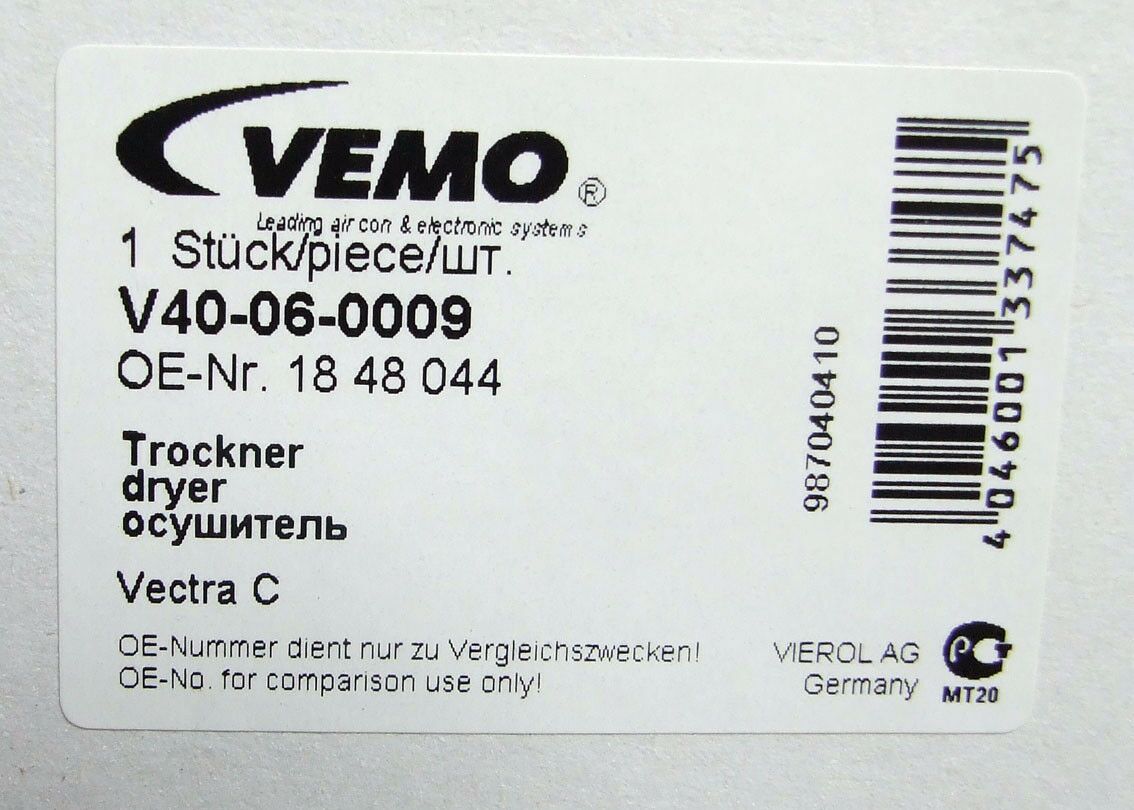 VEMO ®
Leading air con & electronic systems
1 Stück/piece/шт.
V40-06-0009
OE-Nr. 18 48 044
Trockner
dryer
осушитель
Vectra C
OE-Nummer dient nur zu Vergleichszwecken!
OE-No. for comparison use only!
987040410
4 046001 337475
VIEROL AG
Germany
РСТ
MT20